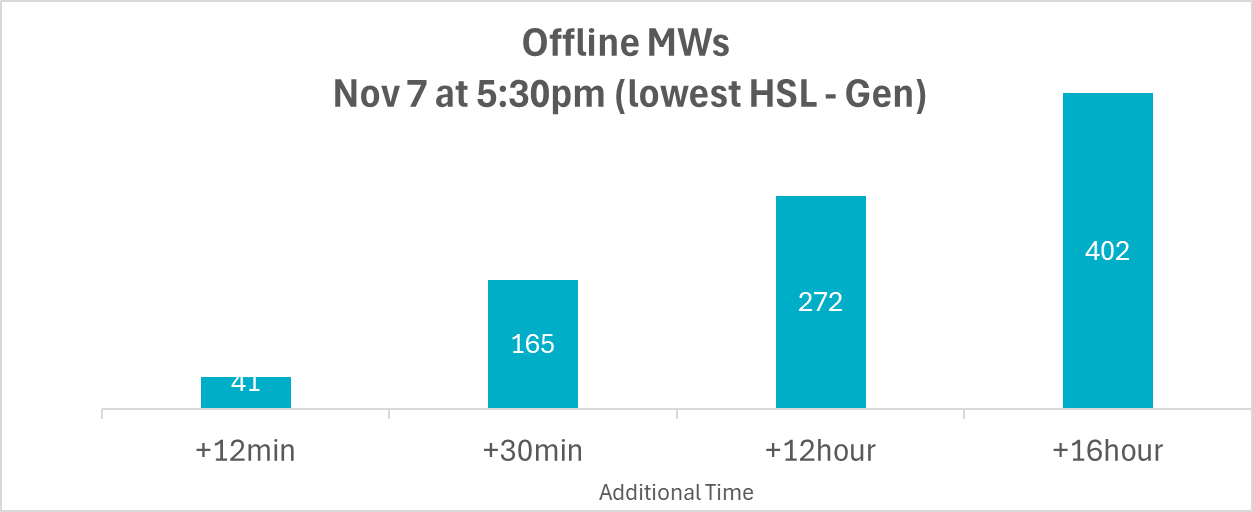 Offline MWs
Nov 7 at 5:30pm (lowest HSL - Gen)
402
272
165
41
+12min +30min +12hour +16hour
Additional Time